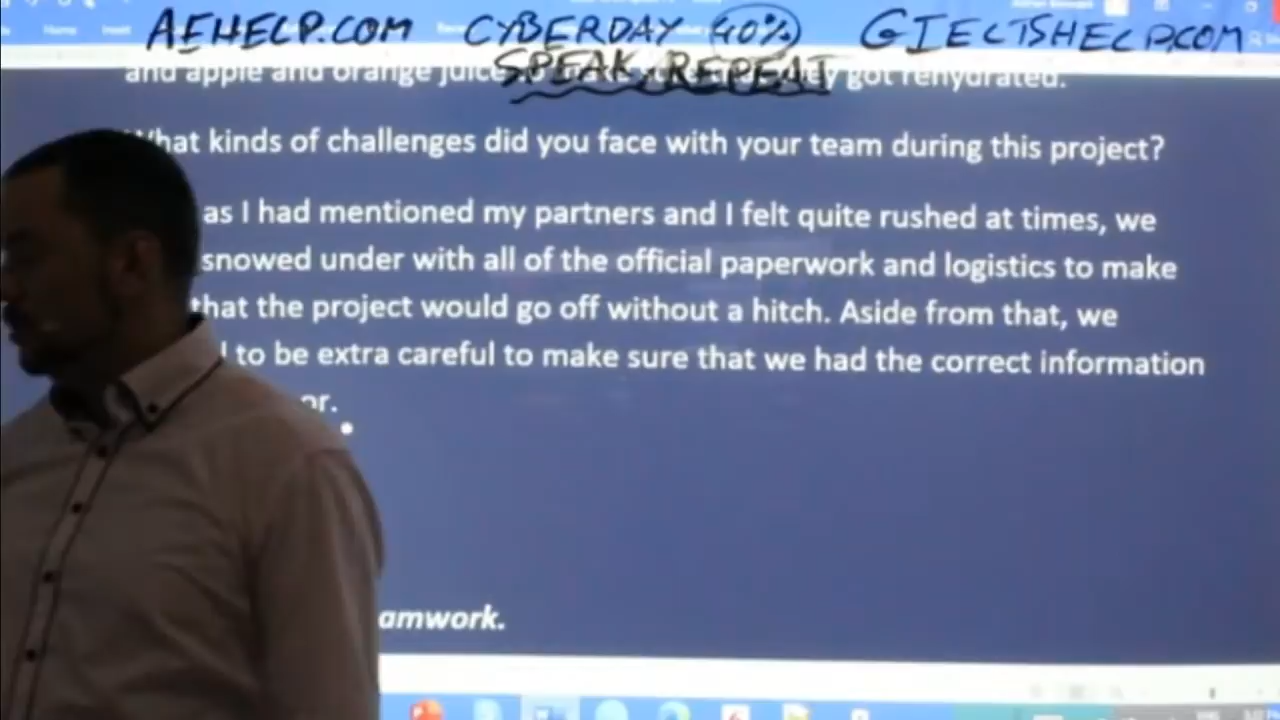 AEHELP.COM CYBERDAY 40% GIELTSHELP.COM
SPEAK, REPEAT
and apple and orange juice got rehydrated.
What kinds of challenges did you face with your team during this project?
as I had mentioned my partners and I felt quite rushed at times, we
snowed under with all of the official paperwork and logistics to make
that the project would go off without a hitch. Aside from that, we
to be extra careful to make sure that we had the correct information
or.
amwork.